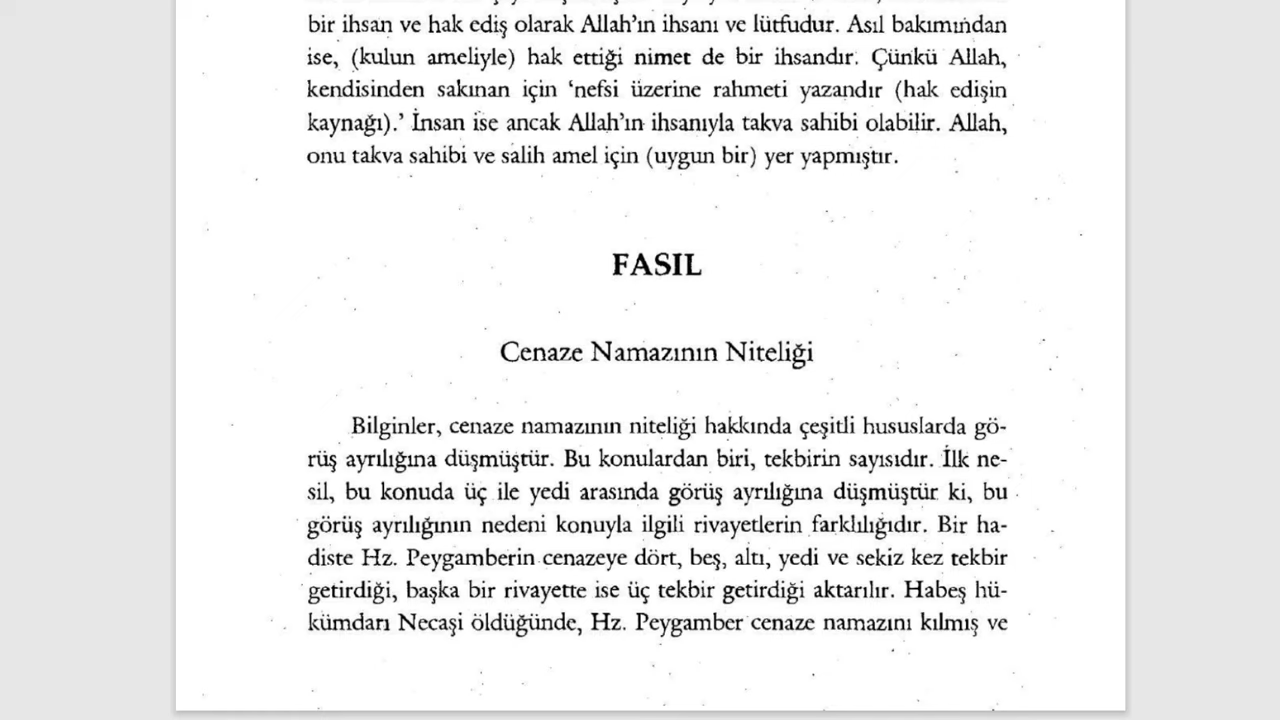 bir ihsan ve hak ediş olarak Allah’ın ihsanı ve lütfudur. Asıl bakımından
ise, (kulun ameliyle) hak ettiği nimet de bir ihsandır. Çünkü Allah,
kendisinden sakınan için ‘nefsi üzerine rahmeti yazandır (hak edişin
kaynağı).’ İnsan ise ancak Allah’ın ihsanıyla takva sahibi olabilir. Allah,
onu takva sahibi ve salih amel için (uygun bir) yer yapmıştır.
FASIL
Cenaze Namazının Niteliği
Bilginler, cenaze namazının niteliği hakkında çeşitli hususlarda gö-
rüş ayrılığına düşmüştür. Bu konulardan biri, tekbirin sayısıdır. İlk ne-
sil, bu konuda üç ile yedi arasında görüş ayrılığına düşmüştür ki, bu
görüş ayrılığının nedeni konuyla ilgili rivayetlerin farklılığıdır. Bir ha-
diste Hz. Peygamberin cenazeye dört, beş, altı, yedi ve sekiz kez tekbir
getirdiği, başka bir rivayette ise üç tekbir getirdiği aktarılır. Habeş hü-
kümdarı Necaşi öldüğünde, Hz. Peygamber cenaze namazını kılmış ve